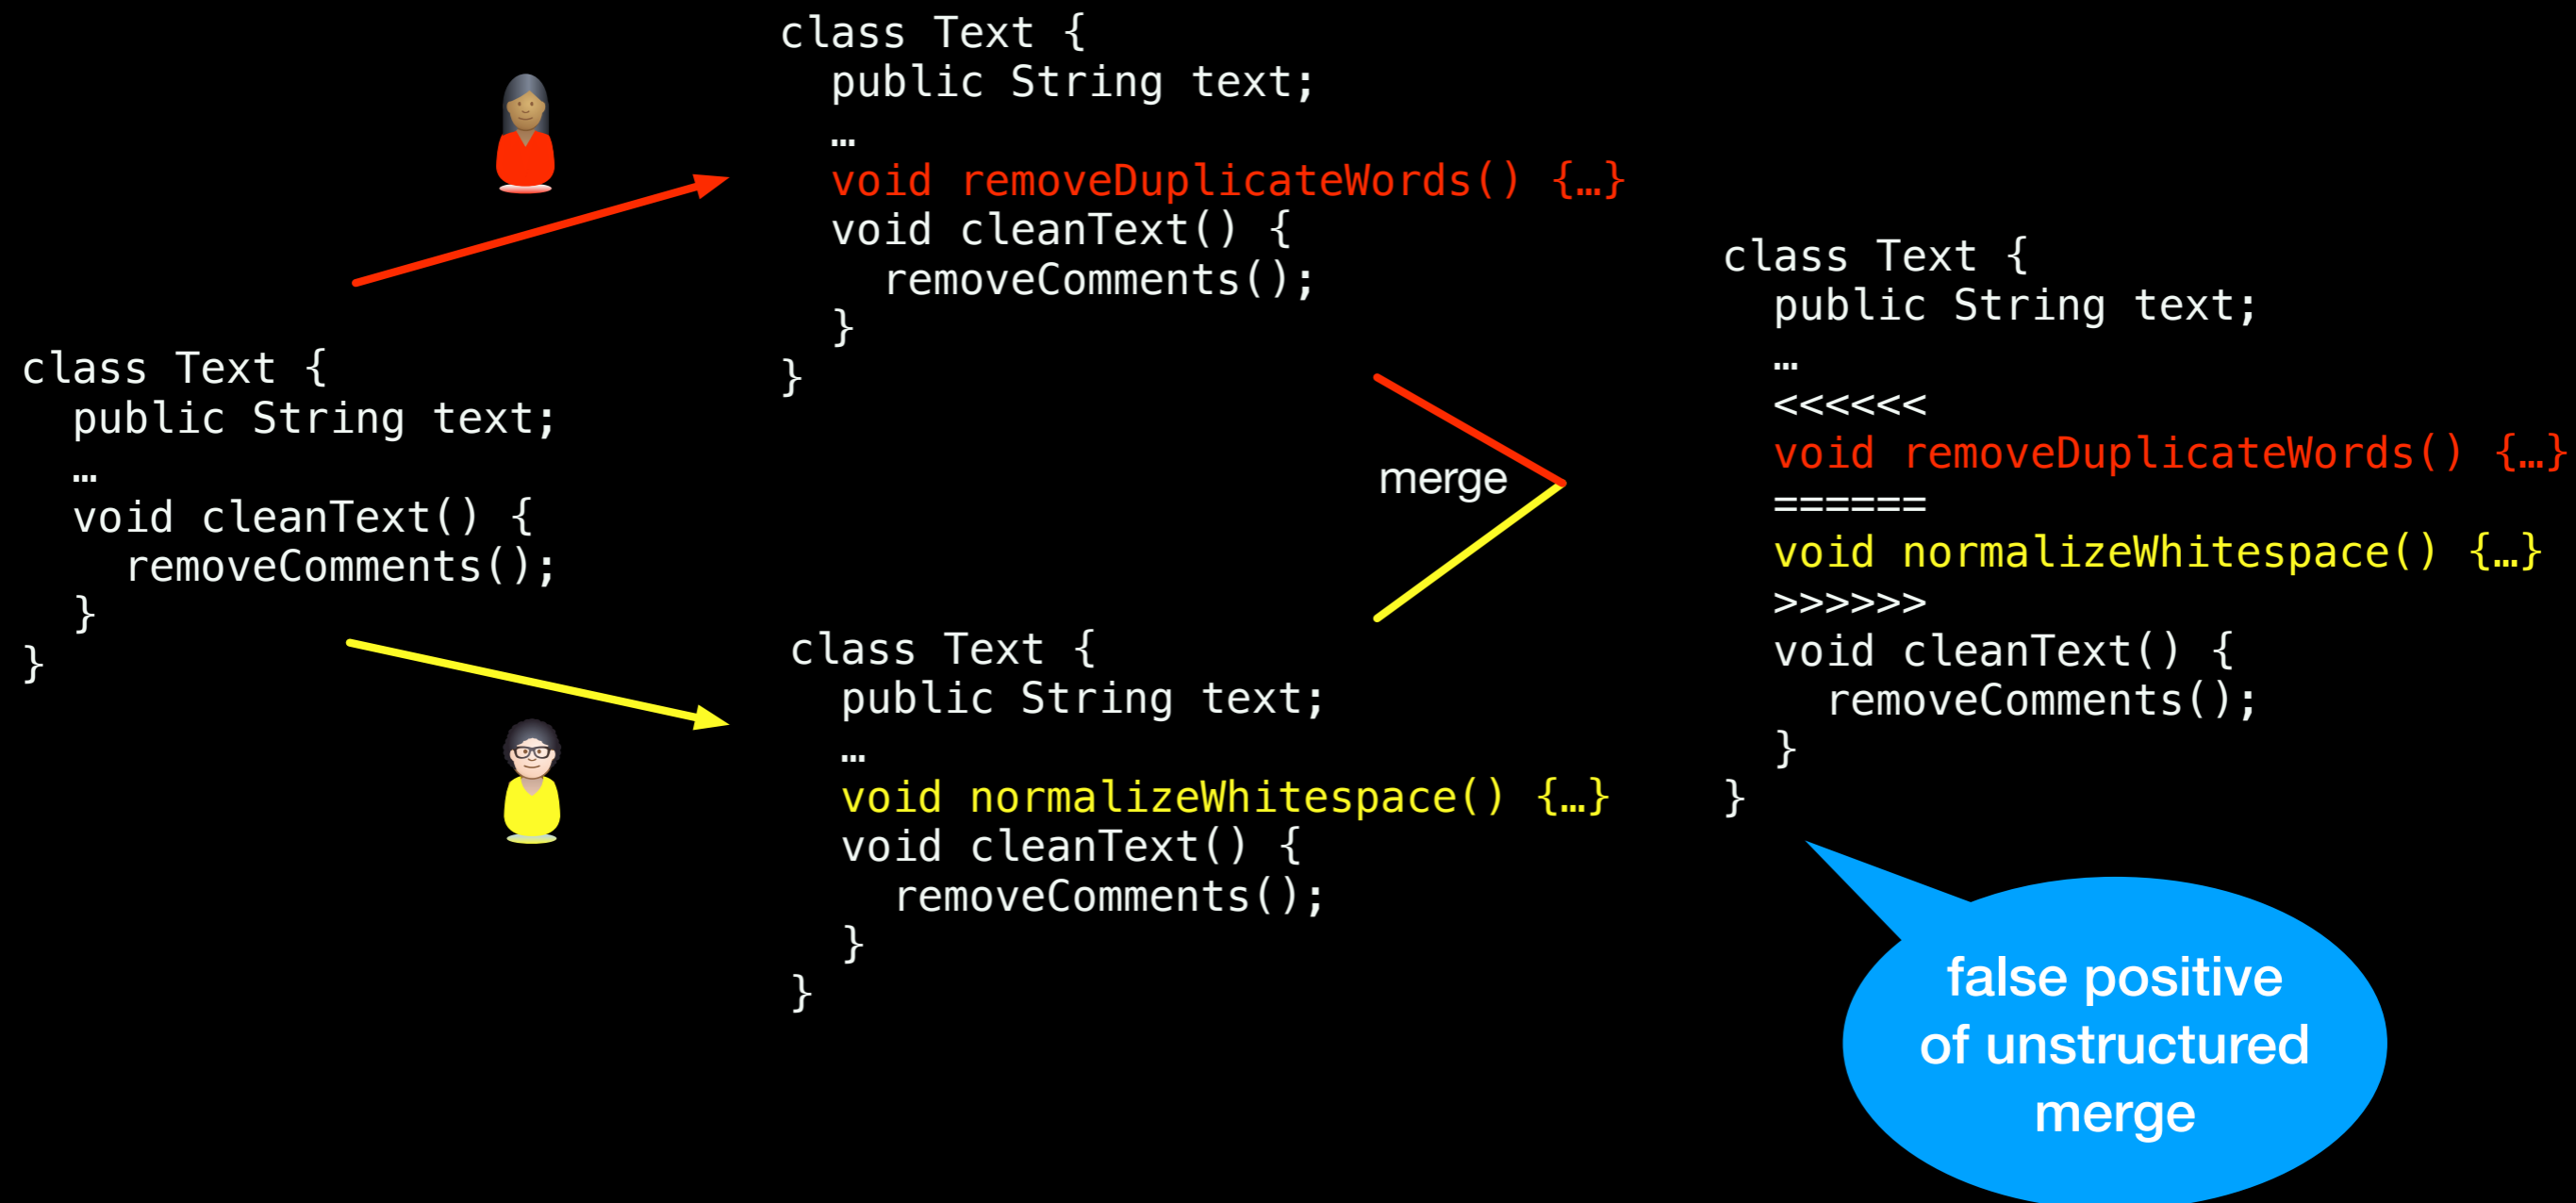 class Text {
  public String text;
  …
  void cleanText() {
    removeComments();
  }
}
class Text {
  public String text;
  …
  void removeDuplicateWords() {…}
  void cleanText() {
    removeComments();
  }
}
class Text {
  public String text;
  …
  void normalizeWhitespace() {…}
  void cleanText() {
    removeComments();
  }
}
merge
class Text {
  public String text;
  …
  <<<<<<
  void removeDuplicateWords() {…}
  ======
  void normalizeWhitespace() {…}
  >>>>>>
  void cleanText() {
    removeComments();
  }
}
false positive
of unstructured
merge